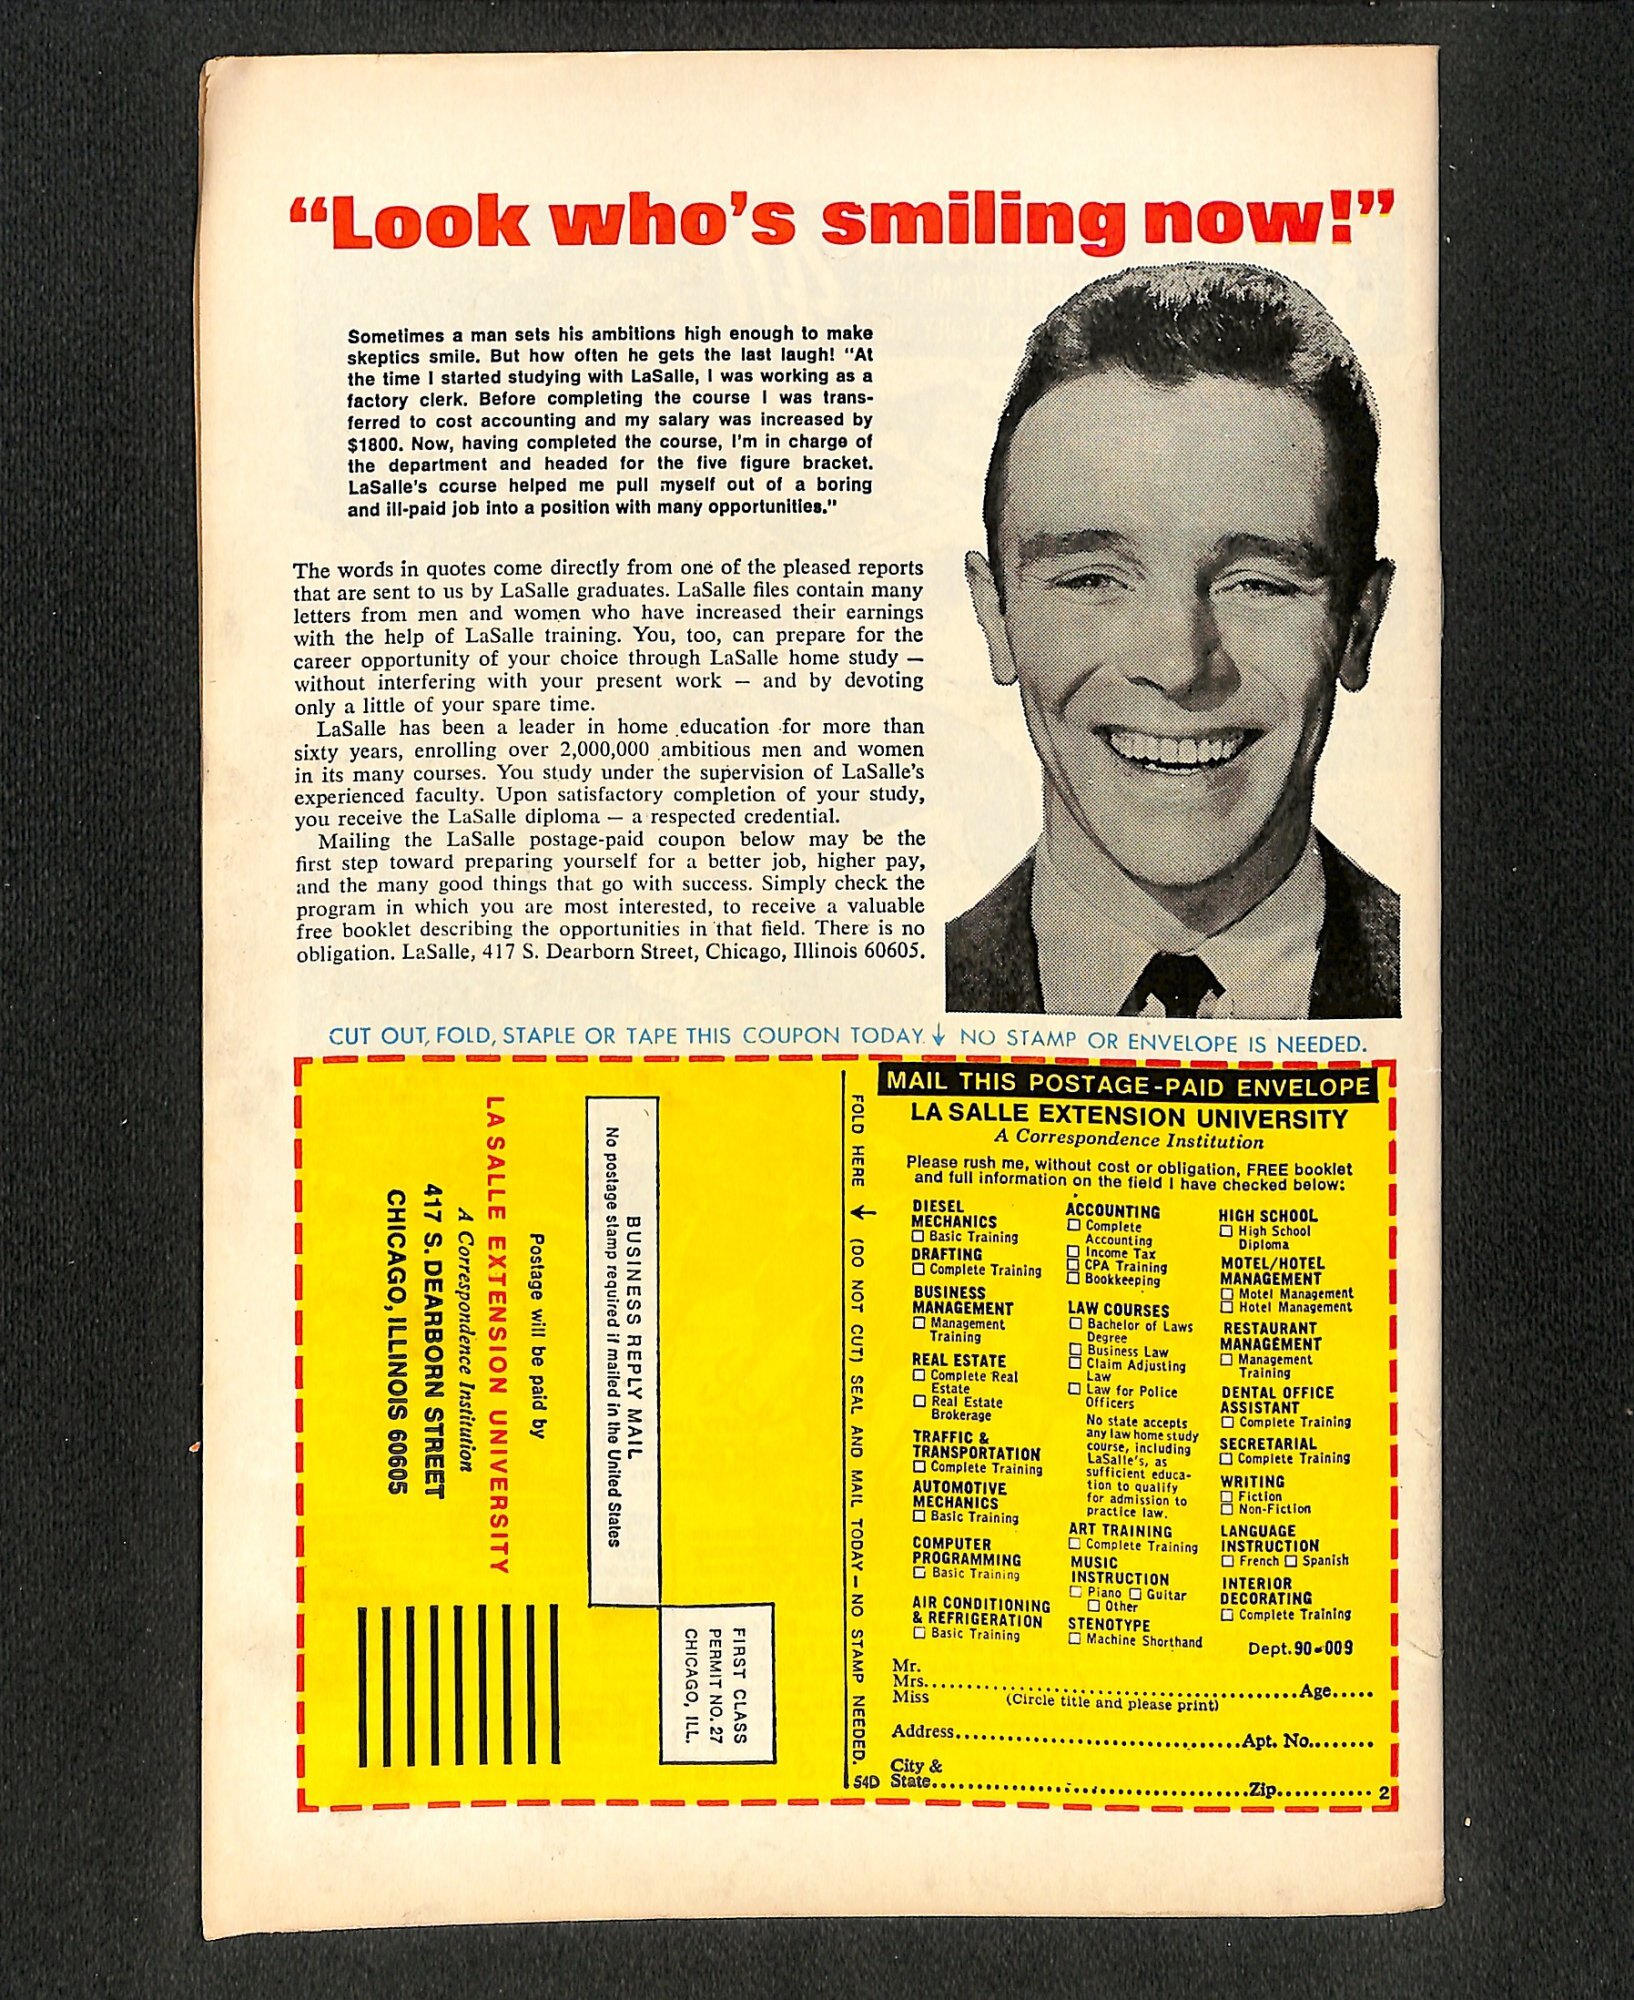 “Look who’s smiling now!”
Sometimes a man sets his ambitions high enough to make
skeptics smile. But how often he gets the last laugh! “At
the time I started studying with LaSalle, I was working as a
factory clerk. Before completing the course I was trans-
ferred to cost accounting and my salary was increased by
$1800. Now, having completed the course, I’m in charge of
the department and headed for the five figure bracket.
LaSalle’s course helped me pull myself out of a boring
and ill-paid job into a position with many opportunities.”
The words in quotes come directly from one of the pleased reports
that are sent to us by LaSalle graduates. LaSalle files contain many
letters from men and women who have increased their earnings
with the help of LaSalle training. You, too, can prepare for the
career opportunity of your choice through LaSalle home study —
without interfering with your present work — and by devoting
only a little of your spare time.
LaSalle has been a leader in home education for more than
sixty years, enrolling over 2,000,000 ambitious men and women
in its many courses. You study under the supervision of LaSalle’s
experienced faculty. Upon satisfactory completion of your study,
you receive the LaSalle diploma — a respected credential.
Mailing the LaSalle postage-paid coupon below may be the
first step toward preparing yourself for a better job, higher pay,
and the many good things that go with success. Simply check the
program in which you are most interested, to receive a valuable
free booklet describing the opportunities in that field. There is no
obligation. LaSalle, 417 S. Dearborn Street, Chicago, Illinois 60605.
CUT OUT, FOLD, STAPLE OR TAPE THIS COUPON TODAY. ↓ NO STAMP OR ENVELOPE IS NEEDED.
FIRST CLASS
PERMIT NO. 27
CHICAGO, ILL.
BUSINESS REPLY MAIL
No postage stamp required if mailed in the United States
Postage will be paid by
LA SALLE EXTENSION UNIVERSITY
A Correspondence Institution
417 S. DEARBORN STREET
CHICAGO, ILLINOIS 60605
FOLD HERE → (DO NOT CUT) SEAL AND MAIL TODAY — NO STAMP NEEDED.
54D
MAIL THIS POSTAGE-PAID ENVELOPE
LA SALLE EXTENSION UNIVERSITY
A Correspondence Institution
Please rush me, without cost or obligation, FREE booklet
and full information on the field I have checked below:
DIESEL
MECHANICS
☐ Basic Training
DRAFTING
☐ Complete Training
BUSINESS
MANAGEMENT
☐ Management
Training
REAL ESTATE
☐ Complete Real
Estate
☐ Real Estate
Brokerage
TRAFFIC &
TRANSPORTATION
☐ Complete Training
AUTOMOTIVE
MECHANICS
☐ Basic Training
COMPUTER
PROGRAMMING
☐ Basic Training
AIR CONDITIONING
& REFRIGERATION
☐ Basic Training
ACCOUNTING
☐ Complete
Accounting
☐ Income Tax
☐ CPA Training
☐ Bookkeeping
LAW COURSES
☐ Bachelor of Laws
Degree
☐ Business Law
☐ Claim Adjusting
Law
☐ Law for Police
Officers
No state accepts
any law home study
course, including
LaSalle’s, as
sufficient educa-
tion to qualify
for admission to
practice law.
ART TRAINING
☐ Complete Training
MUSIC
INSTRUCTION
☐ Piano ☐ Guitar
☐ Other
STENOTYPE
☐ Machine Shorthand
HIGH SCHOOL
☐ High School
Diploma
MOTEL/HOTEL
MANAGEMENT
☐ Motel Management
☐ Hotel Management
RESTAURANT
MANAGEMENT
☐ Management
Training
DENTAL OFFICE
ASSISTANT
☐ Complete Training
SECRETARIAL
☐ Complete Training
WRITING
☐ Fiction
☐ Non-Fiction
LANGUAGE
INSTRUCTION
☐ French ☐ Spanish
INTERIOR
DECORATING
☐ Complete Training
Dept. 90-009
Mr.
Mrs. Age
Miss (Circle title and please print)
Address Apt. No.
City &
State Zip 2